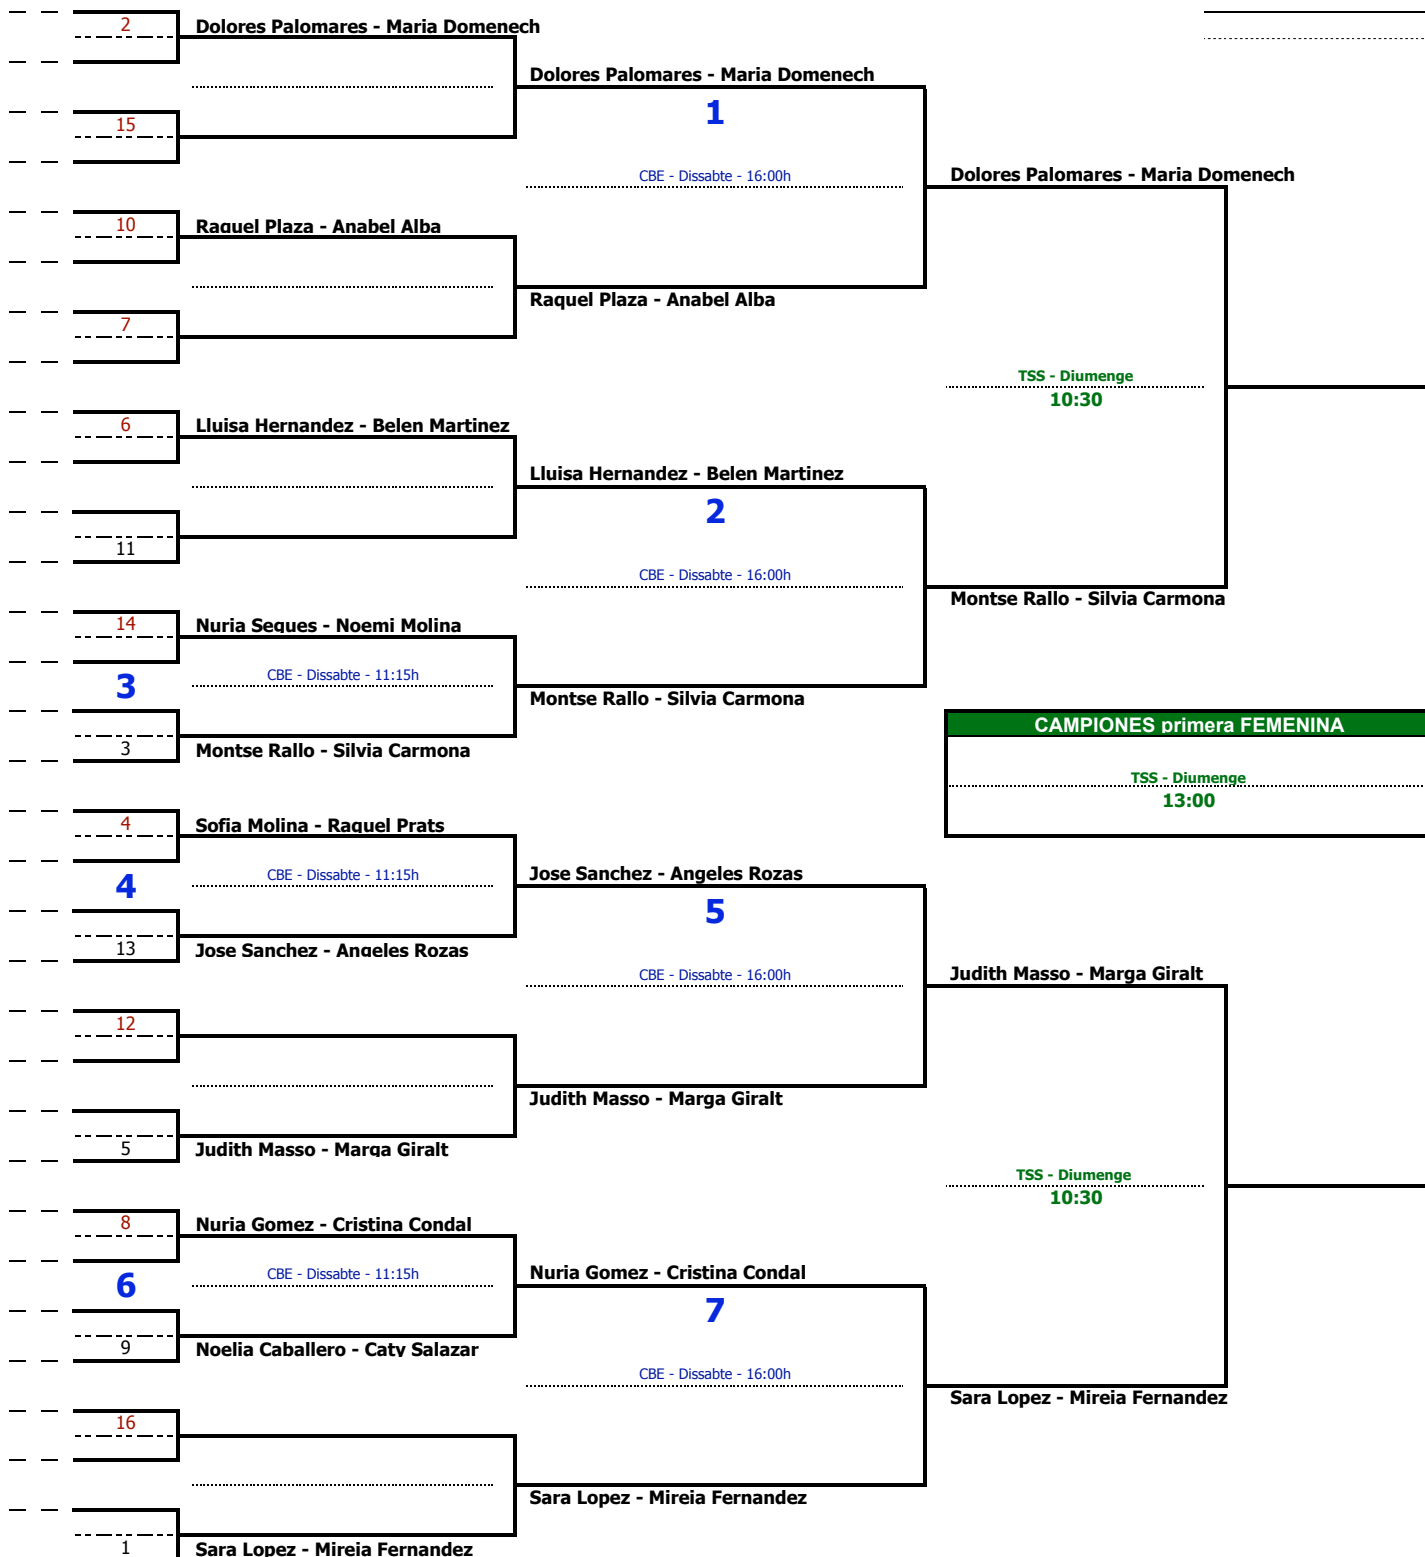 2
Dolores Palomares - Maria Domenech
Dolores Palomares - Maria Domenech
1
15
CBE - Dissabte - 16:00h
Dolores Palomares - Maria Domenech
10
Raquel Plaza - Anabel Alba
Raquel Plaza - Anabel Alba
7
TSS - Diumenge
10:30
6
Lluisa Hernandez - Belen Martinez
Lluisa Hernandez - Belen Martinez
2
11
CBE - Dissabte - 16:00h
Montse Rallo - Silvia Carmona
14
Nuria Segues - Noemi Molina
3
CBE - Dissabte - 11:15h
Montse Rallo - Silvia Carmona
3
Montse Rallo - Silvia Carmona
CAMPIONES primera FEMENINA
TSS - Diumenge
13:00
4
Sofia Molina - Raquel Prats
4
CBE - Dissabte - 11:15h
Jose Sanchez - Angeles Rozas
5
13
Jose Sanchez - Angeles Rozas
CBE - Dissabte - 16:00h
Judith Masso - Marga Giralt
12
Judith Masso - Marga Giralt
5
Judith Masso - Marga Giralt
TSS - Diumenge
10:30
8
Nuria Gomez - Cristina Condal
6
CBE - Dissabte - 11:15h
Nuria Gomez - Cristina Condal
7
9
Noelia Caballero - Caty Salazar
CBE - Dissabte - 16:00h
Sara Lopez - Mireia Fernandez
16
Sara Lopez - Mireia Fernandez
1
Sara Lopez - Mireia Fernandez